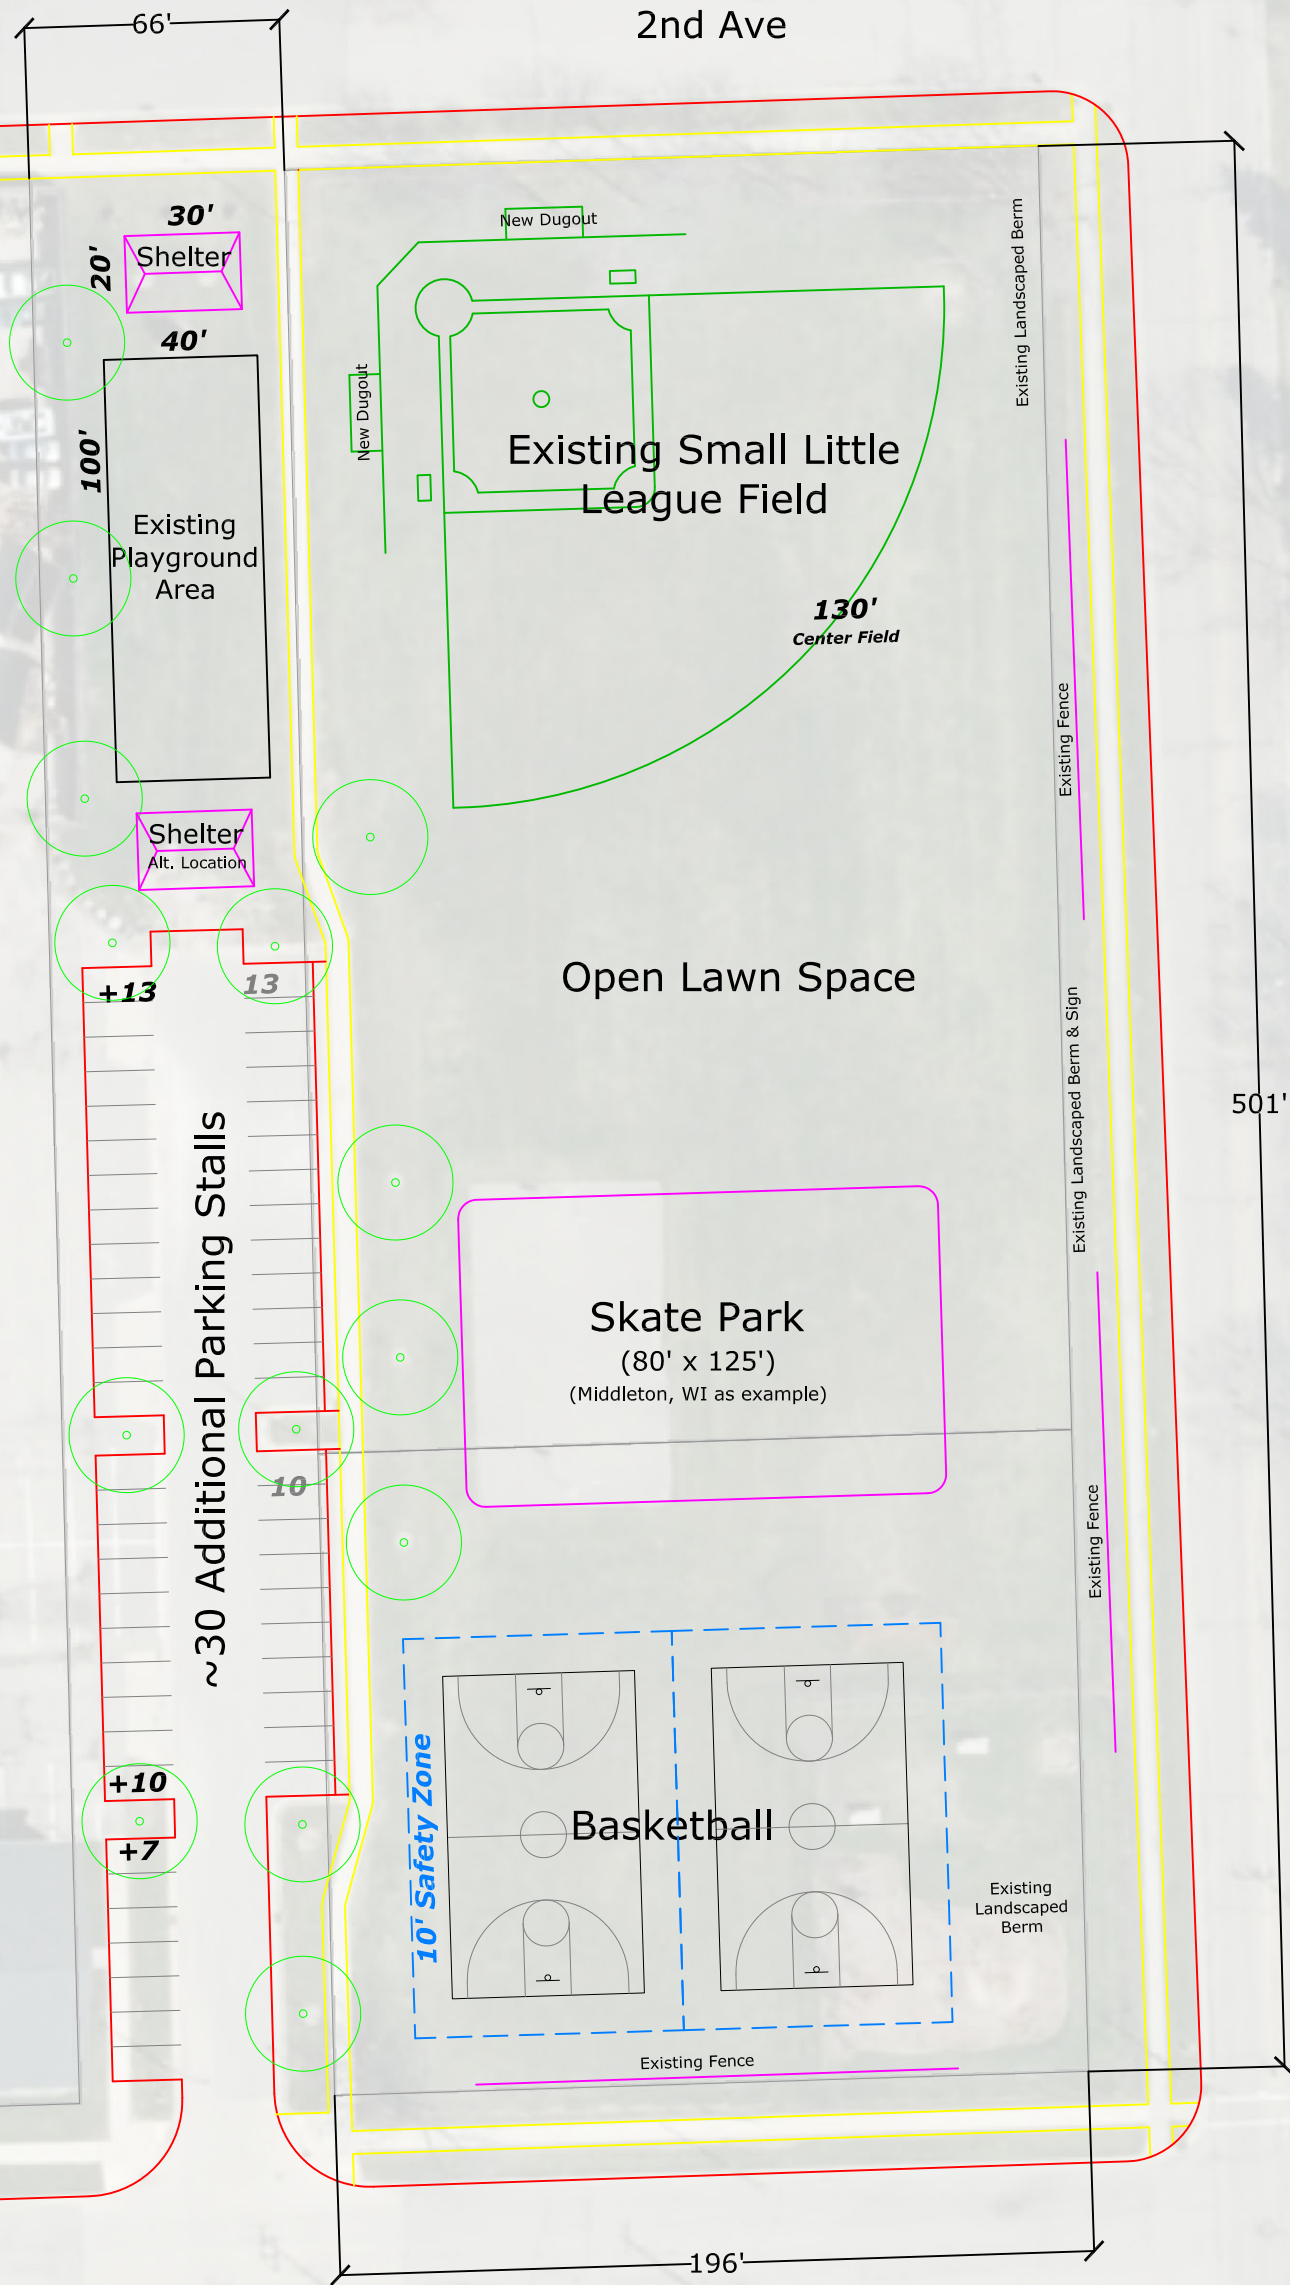 66'
2nd Ave
30'
20'
Shelter
40'
100'
Existing
Playground
Area
New Dugout
New Dugout
Existing Small Little
League Field
130'
Center Field
Existing Landscaped Berm
Existing Fence
Shelter
Alt. Location
+13
13
Open Lawn Space
Existing Landscaped Berm & Sign
501'
~30 Additional Parking Stalls
Skate Park
(80' x 125')
(Middleton, WI as example)
10
Existing Fence
+10
+7
10' Safety Zone
Basketball
Existing
Landscaped
Berm
Existing Fence
196'